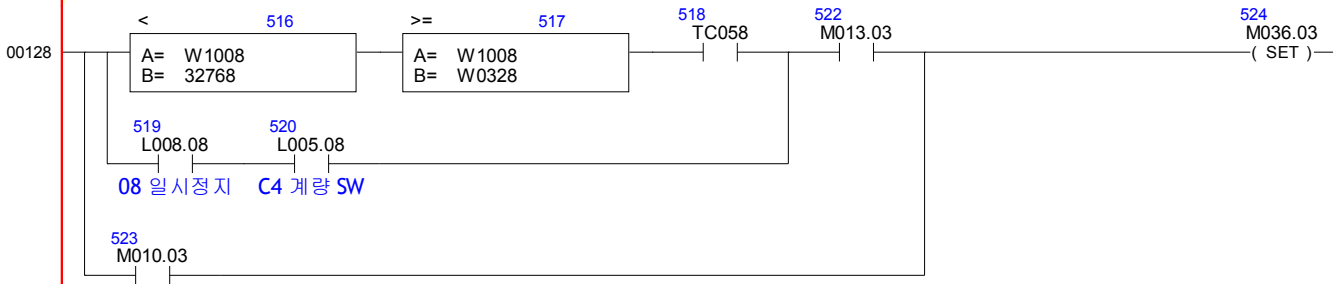 < 516 >= 517 518 522 524
TC058 M013.03 M036.03
00128 A= W1008 A= W1008 ( SET )
B= 32768 B= W0328
519 520
L008.08 L005.08
08 일시정지 C4 계량 SW
523
M010.03